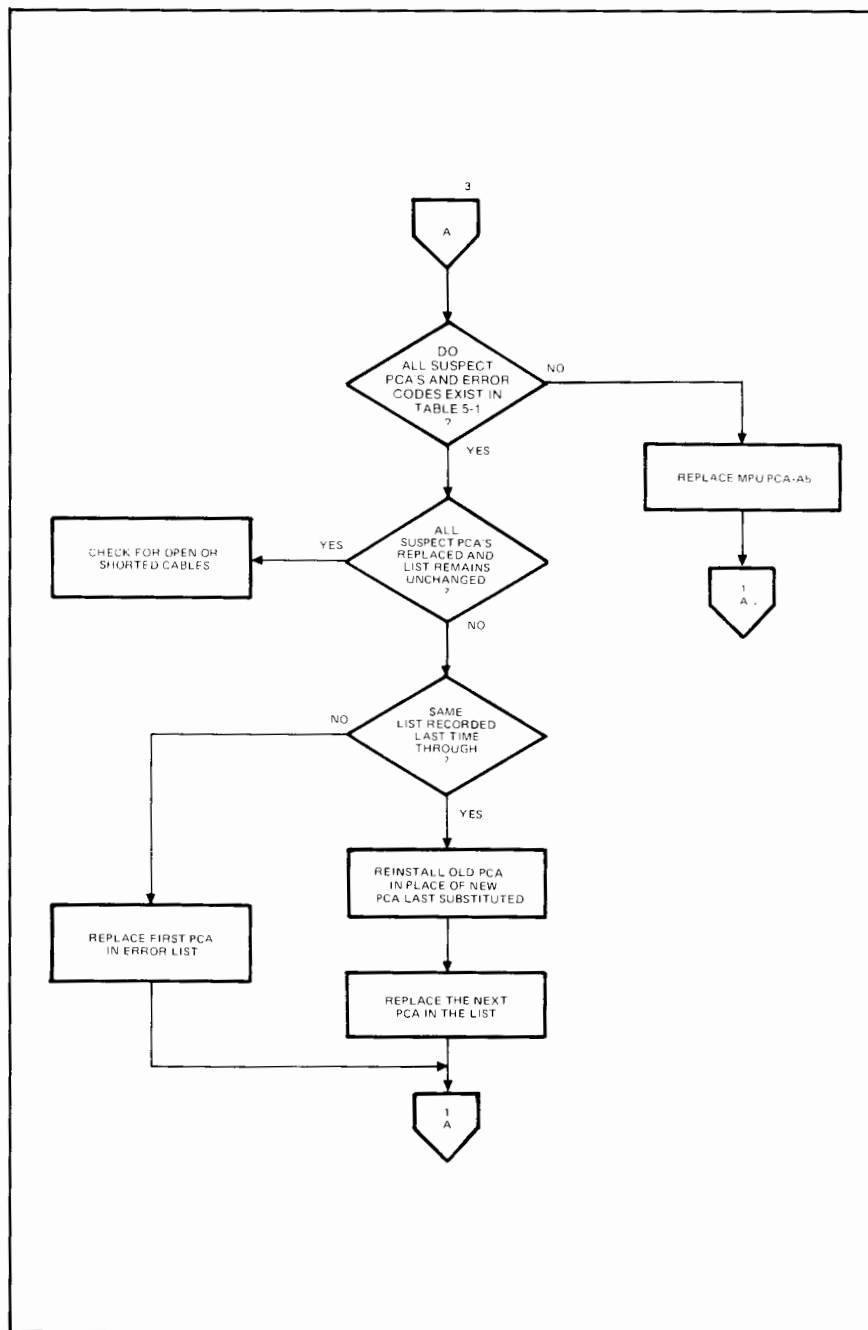 3
A
DO
ALL SUSPECT
PCA'S AND ERROR
CODES EXIST IN
TABLE 5-1
?
NO
YES
REPLACE MPU PCA-A5
1
A
ALL
SUSPECT PCA'S
REPLACED AND
LIST REMAINS
UNCHANGED
?
YES
CHECK FOR OPEN OR
SHORTED CABLES
NO
SAME
LIST RECORDED
LAST TIME
THROUGH
?
NO
YES
REINSTALL OLD PCA
IN PLACE OF NEW
PCA LAST SUBSTITUTED
REPLACE FIRST PCA
IN ERROR LIST
REPLACE THE NEXT
PCA IN THE LIST
1
A